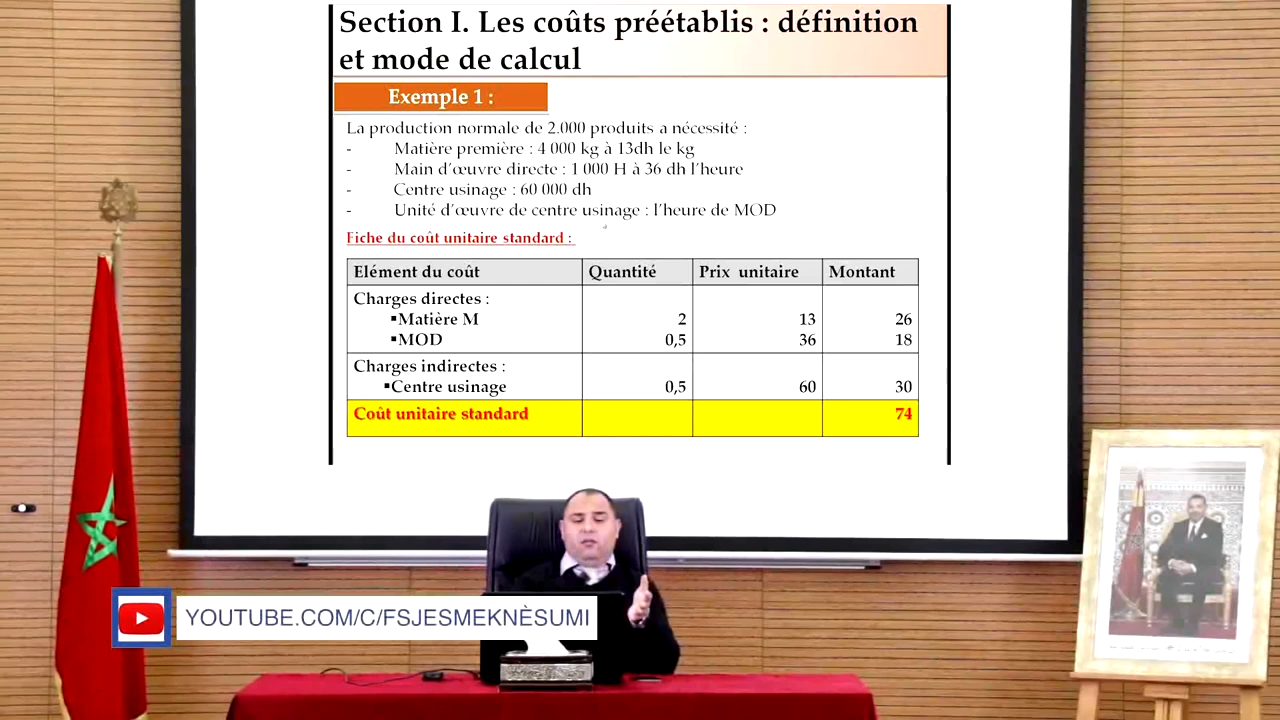 Section I. Les coûts préétablis : définition
et mode de calcul
Exemple 1 :
La production normale de 2.000 produits a nécessité :
- Matière première : 4 000 kg à 13dh le kg
- Main d'œuvre directe : 1 000 H à 36 dh l'heure
- Centre usinage : 60 000 dh
- Unité d'œuvre de centre usinage : l'heure de MOD
Fiche du coût unitaire standard :
Elément du coût Quantité Prix unitaire Montant
Charges directes :
▪Matière M 2 13 26
▪MOD 0,5 36 18
Charges indirectes :
▪Centre usinage 0,5 60 30
Coût unitaire standard 74
YOUTUBE.COM/C/FSJESMEKNÈSUMI